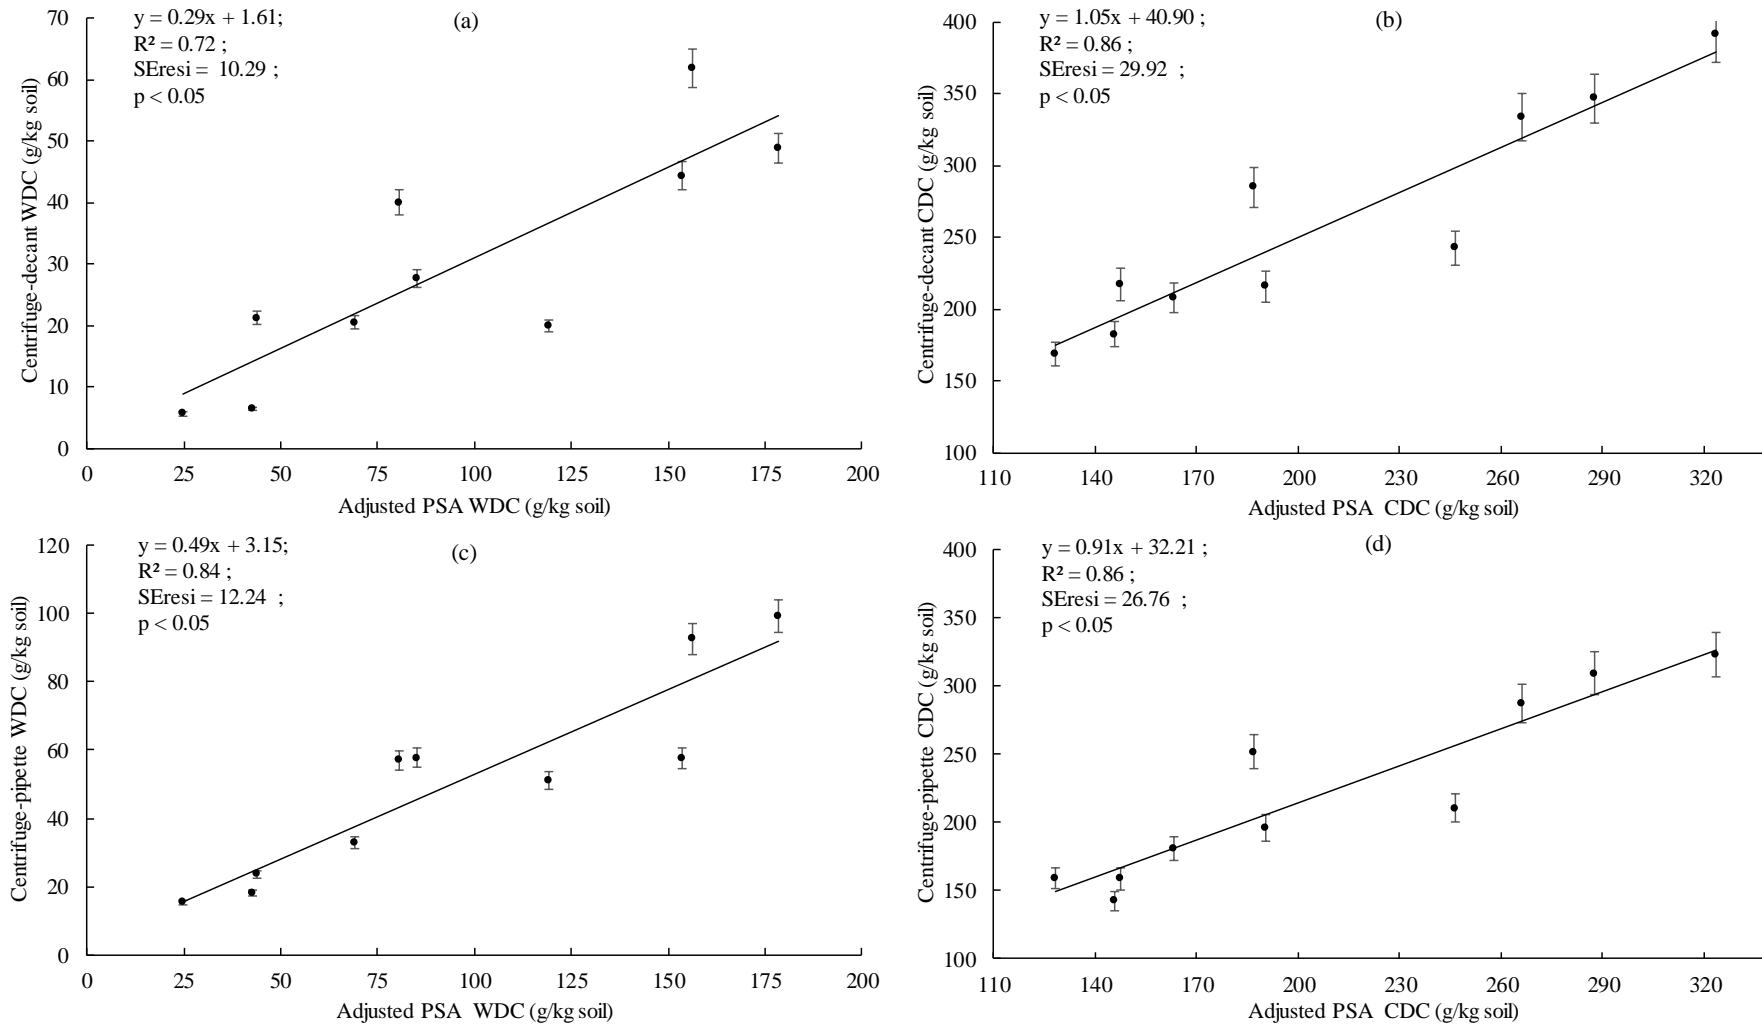 y = 0.29x + 1.61;
R² = 0.72 ;
SEresi = 10.29 ;
p < 0.05
(a)
Centrifuge-decant WDC (g/kg soil)
70
60
50
40
30
20
10
0
0 25 50 75 100 125 150 175 200
Adjusted PSA WDC (g/kg soil)
y = 1.05x + 40.90 ;
R² = 0.86 ;
SEresi = 29.92 ;
p < 0.05
(b)
Centrifuge-decant CDC (g/kg soil)
400
350
300
250
200
150
100
110 140 170 200 230 260 290 320
Adjusted PSA CDC (g/kg soil)
y = 0.49x + 3.15;
R² = 0.84 ;
SEresi = 12.24 ;
p < 0.05
(c)
Centrifuge-pipette WDC (g/kg soil)
120
100
80
60
40
20
0
0 25 50 75 100 125 150 175 200
Adjusted PSA WDC (g/kg soil)
y = 0.91x + 32.21 ;
R² = 0.86 ;
SEresi = 26.76 ;
p < 0.05
(d)
Centrifuge-pipette CDC (g/kg soil)
400
350
300
250
200
150
100
110 140 170 200 230 260 290 320
Adjusted PSA CDC (g/kg soil)